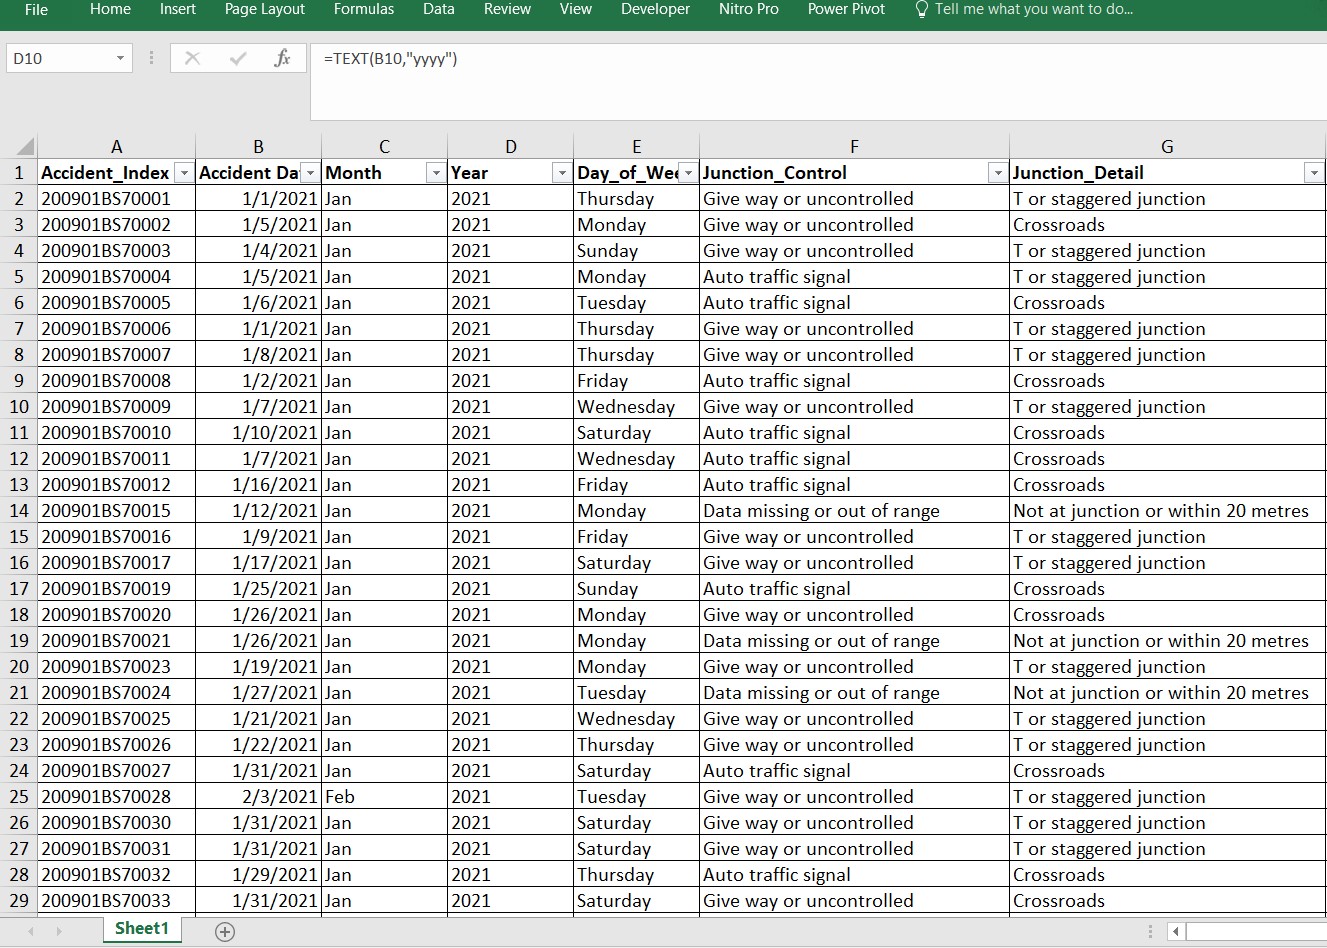 File Home Insert Page Layout Formulas Data Review View Developer Nitro Pro Power Pivot Tell me what you want to do...
D10 fx =TEXT(B10,"yyyy")
A B C D E F G
1 Accident_Index Accident Da Month Year Day_of_Wee Junction_Control Junction_Detail
2 200901BS70001 1/1/2021 Jan 2021 Thursday Give way or uncontrolled T or staggered junction
3 200901BS70002 1/5/2021 Jan 2021 Monday Give way or uncontrolled Crossroads
4 200901BS70003 1/4/2021 Jan 2021 Sunday Give way or uncontrolled T or staggered junction
5 200901BS70004 1/5/2021 Jan 2021 Monday Auto traffic signal T or staggered junction
6 200901BS70005 1/6/2021 Jan 2021 Tuesday Auto traffic signal Crossroads
7 200901BS70006 1/1/2021 Jan 2021 Thursday Give way or uncontrolled T or staggered junction
8 200901BS70007 1/8/2021 Jan 2021 Thursday Give way or uncontrolled T or staggered junction
9 200901BS70008 1/2/2021 Jan 2021 Friday Auto traffic signal Crossroads
10 200901BS70009 1/7/2021 Jan 2021 Wednesday Give way or uncontrolled T or staggered junction
11 200901BS70010 1/10/2021 Jan 2021 Saturday Auto traffic signal Crossroads
12 200901BS70011 1/7/2021 Jan 2021 Wednesday Auto traffic signal Crossroads
13 200901BS70012 1/16/2021 Jan 2021 Friday Auto traffic signal Crossroads
14 200901BS70015 1/12/2021 Jan 2021 Monday Data missing or out of range Not at junction or within 20 metres
15 200901BS70016 1/9/2021 Jan 2021 Friday Give way or uncontrolled T or staggered junction
16 200901BS70017 1/17/2021 Jan 2021 Saturday Give way or uncontrolled T or staggered junction
17 200901BS70019 1/25/2021 Jan 2021 Sunday Auto traffic signal Crossroads
18 200901BS70020 1/26/2021 Jan 2021 Monday Give way or uncontrolled Crossroads
19 200901BS70021 1/26/2021 Jan 2021 Monday Data missing or out of range Not at junction or within 20 metres
20 200901BS70023 1/19/2021 Jan 2021 Monday Give way or uncontrolled T or staggered junction
21 200901BS70024 1/27/2021 Jan 2021 Tuesday Data missing or out of range Not at junction or within 20 metres
22 200901BS70025 1/21/2021 Jan 2021 Wednesday Give way or uncontrolled T or staggered junction
23 200901BS70026 1/22/2021 Jan 2021 Thursday Give way or uncontrolled T or staggered junction
24 200901BS70027 1/31/2021 Jan 2021 Saturday Auto traffic signal Crossroads
25 200901BS70028 2/3/2021 Feb 2021 Tuesday Give way or uncontrolled T or staggered junction
26 200901BS70030 1/31/2021 Jan 2021 Saturday Give way or uncontrolled T or staggered junction
27 200901BS70031 1/31/2021 Jan 2021 Saturday Give way or uncontrolled T or staggered junction
28 200901BS70032 1/29/2021 Jan 2021 Thursday Auto traffic signal Crossroads
29 200901BS70033 1/31/2021 Jan 2021 Saturday Give way or uncontrolled Crossroads
Sheet1